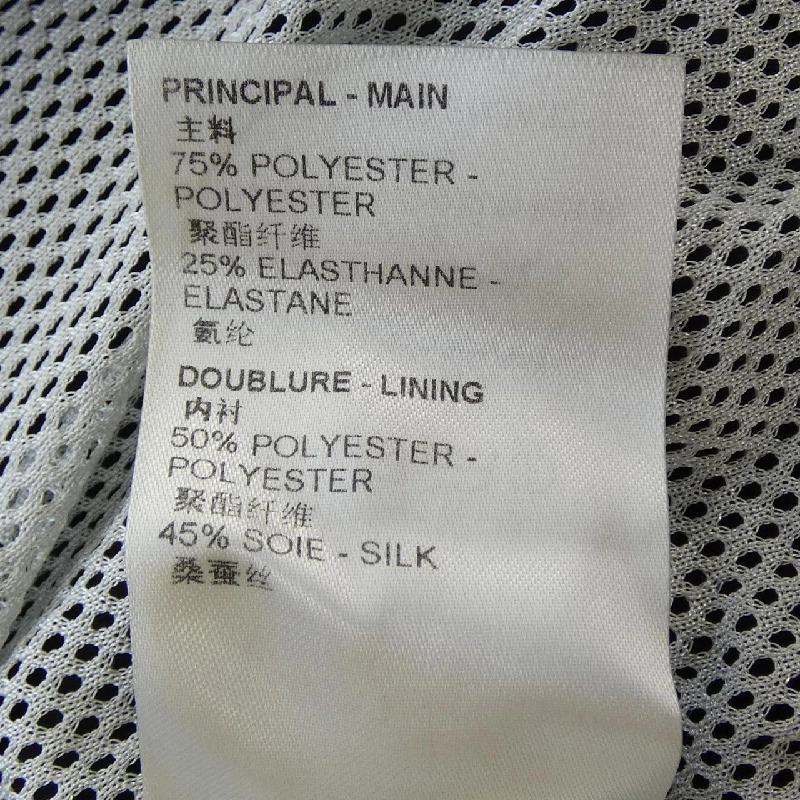 PRINCIPAL - MAIN
主料
75% POLYESTER -
POLYESTER
聚酯纤维
25% ELASTHANNE -
ELASTANE
氨纶
DOUBLURE - LINING
内衬
50% POLYESTER -
POLYESTER
聚酯纤维
45% SOIE - SILK
桑蚕丝